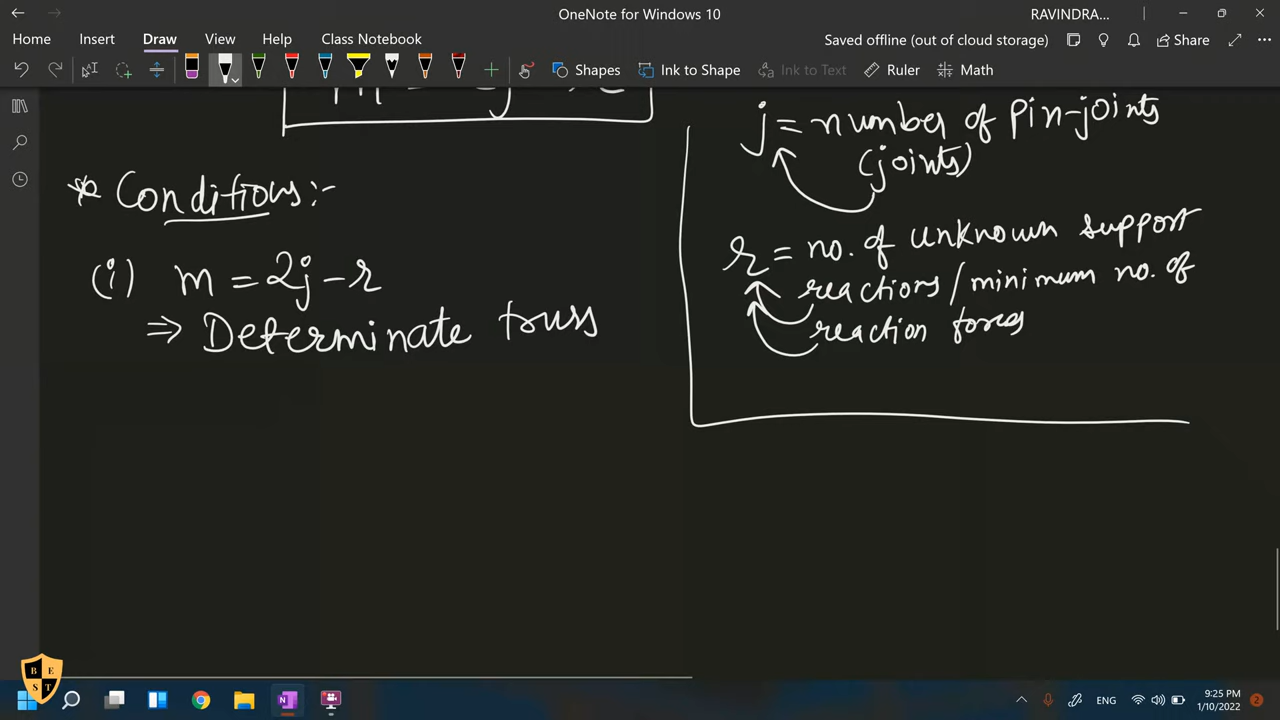 OneNote for Windows 10
RAVINDRA...
Home Insert Draw View Help Class Notebook
Saved offline (out of cloud storage) Share
Shapes Ink to Shape Ink to Text Ruler Math
j = number of pin-joints
(joints)
* Conditions:-
r = no. of unknown support
reactions / minimum no. of
reaction forces
(i) m = 2j - r
⇒ Determinate truss
B E
S T
ENG
9:25 PM
1/10/2022
2